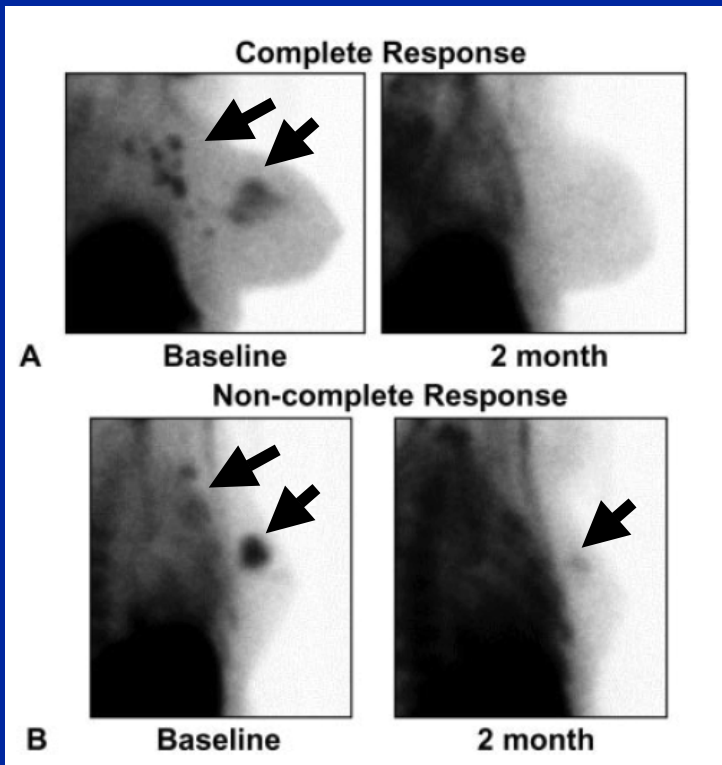 Complete Response
A
Baseline
2 month
Non-complete Response
B
Baseline
2 month